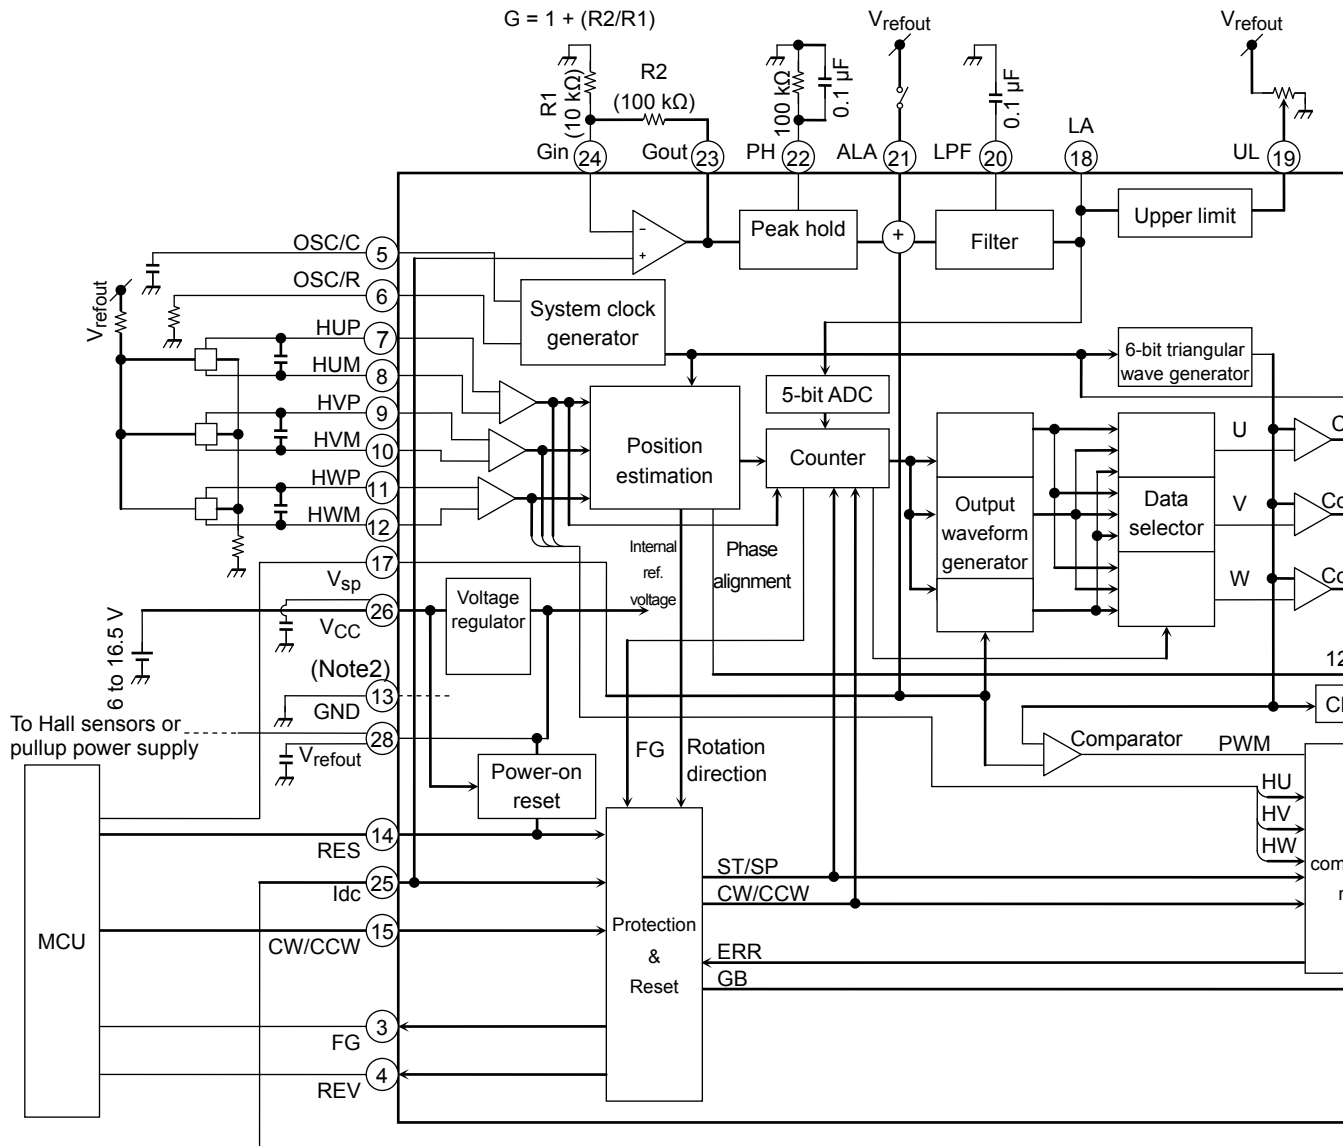 G = 1 + (R2/R1)
Vrefout
Vrefout
R1
(10 kΩ)
R2
(100 kΩ)
100 kΩ
0.1 µF
0.1 µF
LA
Gin
24
Gout
23
PH
22
ALA
21
LPF
20
18
UL
19
Peak hold
Upper limit
−
+
+
Filter
OSC/C
5
OSC/R
6
Vrefout
System clock
generator
HUP
7
HUM
8
HVP
9
HVM
10
HWP
11
HWM
12
6-bit triangular
wave generator
5-bit ADC
Position
estimation
Counter
Output
waveform
generator
Data
selector
U
V
W
C
Co
Co
Internal
ref.
voltage
Phase
alignment
17
Vsp
26
VCC
6 to 16.5 V
Voltage
regulator
(Note2)
13
GND
12
Cl
To Hall sensors or
pullup power supply
28
Vrefout
Power-on
reset
FG
Rotation
direction
Comparator
PWM
HU
HV
HW
com
r
14
RES
25
Idc
15
CW/CCW
MCU
Protection
&
Reset
ST/SP
CW/CCW
ERR
GB
3
FG
4
REV